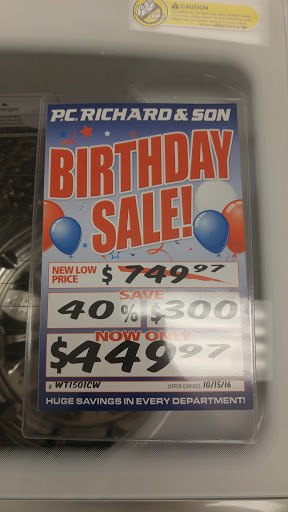 CAUTION
P.C. RICHARD & SON
BIRTHDAY
SALE!
NEW LOW
PRICE $ 749.97
SAVE
40% $300
NOW ONLY
$449.97
# WT1501CW OFFER EXPIRES 10/15/16
HUGE SAVINGS IN EVERY DEPARTMENT!